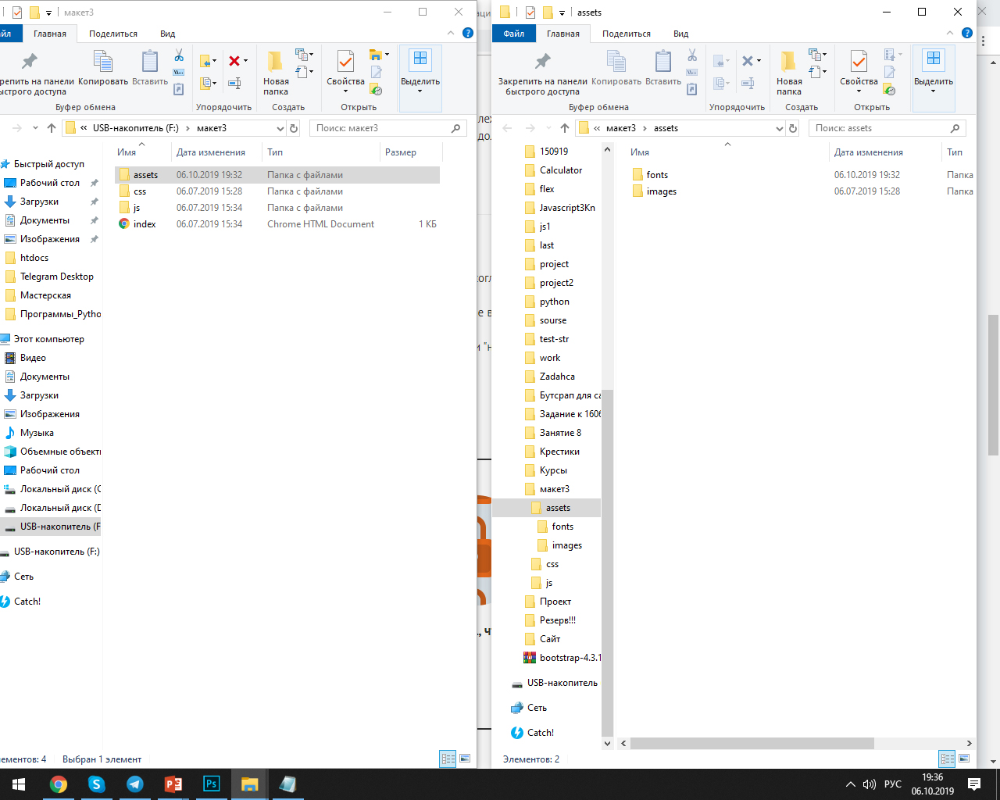 макет3
йл Главная Поделиться Вид
репить на панели
ыстрого доступа
Копировать
Вставить
Новая
папка
Свойства
Открыть
Выделить
Буфер обмена
Упорядочить
Создать
« USB-накопитель (F:) › макет3
Поиск: макет3
Имя Дата изменения Тип Размер
assets 06.10.2019 19:32 Папка с файлами
css 06.07.2019 15:28 Папка с файлами
js 06.07.2019 15:34 Папка с файлами
index 06.07.2019 15:34 Chrome HTML Document 1 КБ
Быстрый доступ
Рабочий стол
Загрузки
Документы
Изображения
htdocs
Telegram Desktop
Мастерская
Программы_Pytho
Этот компьютер
Видео
Документы
Загрузки
Изображения
Музыка
Объемные объект
Рабочий стол
Локальный диск (C
Локальный диск (D
USB-накопитель (F
USB-накопитель (F:)
Сеть
Catch!
лементов: 4 Выбран 1 элемент
assets
Файл Главная Поделиться Вид
Закрепить на панели
быстрого доступа
Копировать
Вставить
Новая
папка
Свойства
Выделить
Буфер обмена
Упорядочить
Создать
Открыть
« макет3 › assets
Поиск: assets
Имя Дата изменения Тип
fonts 06.10.2019 19:32 Папка
images 06.07.2019 15:28 Папка
150919
Calculator
flex
Javascript3Kn
js1
last
project
project2
python
sourse
test-str
work
Zadahca
Бутсрап для са
Задание к 1606
Занятие 8
Крестики
Курсы
макет3
assets
fonts
images
css
js
Проект
Резерв!!!
Сайт
bootstrap-4.3.1
USB-накопитель
Сеть
Catch!
Элементов: 2
РУС
19:36
06.10.2019